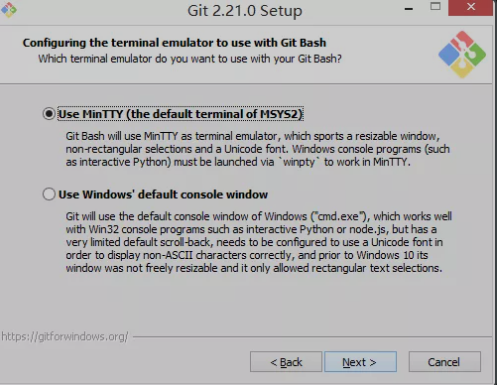 Git 2.21.0 Setup
Configuring the terminal emulator to use with Git Bash
Which terminal emulator do you want to use with your Git Bash?
Use MinTTY (the default terminal of MSYS2)
Git Bash will use MinTTY as terminal emulator, which sports a resizable window,
non-rectangular selections and a Unicode font. Windows console programs (such
as interactive Python) must be launched via `winpty` to work in MinTTY.
Use Windows' default console window
Git will use the default console window of Windows ("cmd.exe"), which works well
with Win32 console programs such as interactive Python or node.js, but has a
very limited default scroll-back, needs to be configured to use a Unicode font in
order to display non-ASCII characters correctly, and prior to Windows 10 its
window was not freely resizable and it only allowed rectangular text selections.
https://gitforwindows.org/
< Back Next > Cancel